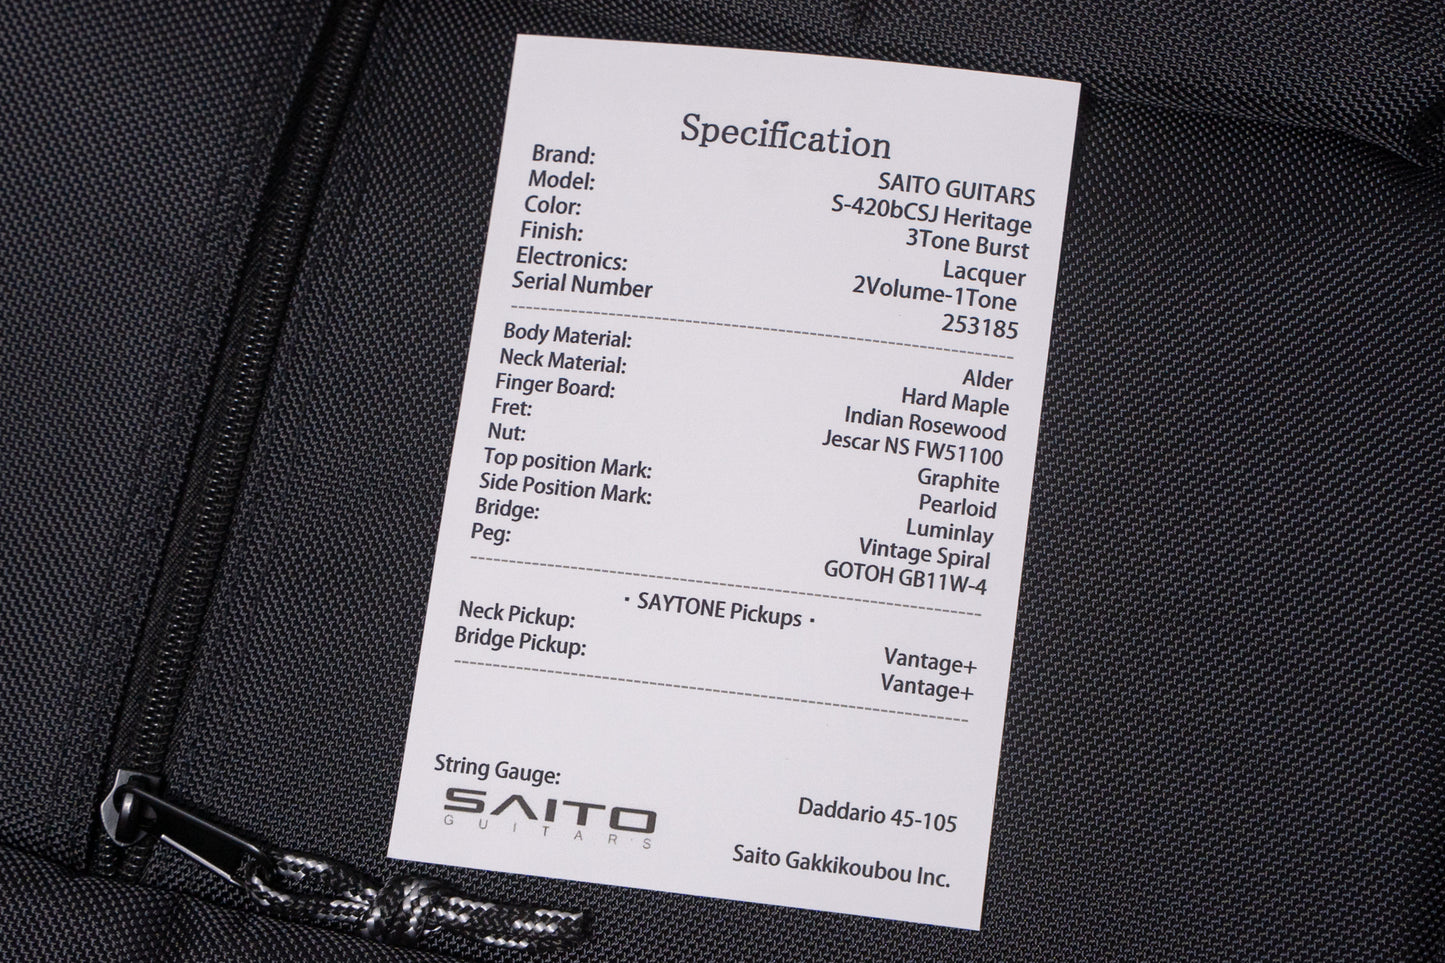 Specification
Brand: SAITO GUITARS
Model: S-420bCSJ Heritage
Color: 3Tone Burst
Finish: Lacquer
Electronics: 2Volume-1Tone
Serial Number 253185
Body Material: Alder
Neck Material: Hard Maple
Finger Board: Indian Rosewood
Fret: Jescar NS FW51100
Nut: Graphite
Top position Mark: Pearloid
Side Position Mark: Luminlay
Bridge: Vintage Spiral
Peg: GOTOH GB11W-4
・SAYTONE Pickups・
Neck Pickup: Vantage+
Bridge Pickup: Vantage+
String Gauge: Daddario 45-105
SAITO
GUITARS
Saito Gakkikoubou Inc.